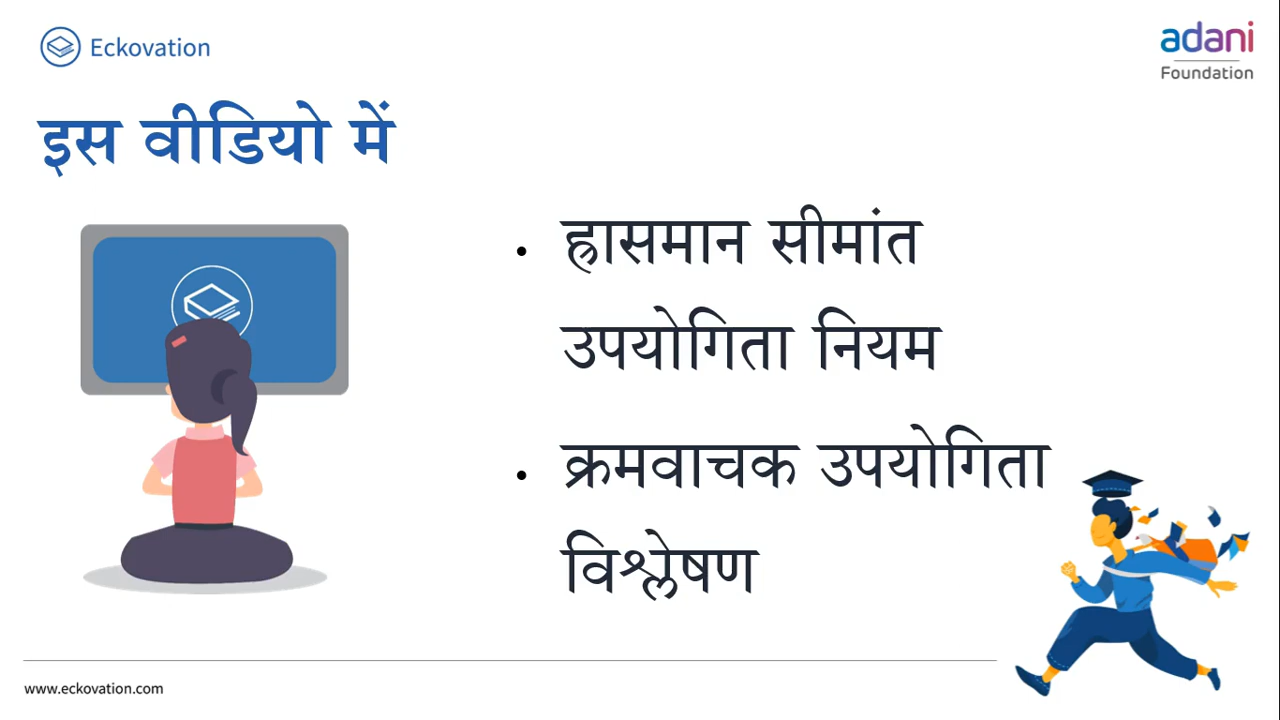 Eckovation
adani
Foundation
इस वीडियो में
• ह्रासमान सीमांत
उपयोगिता नियम
• क्रमवाचक उपयोगिता
विश्लेषण
www.eckovation.com